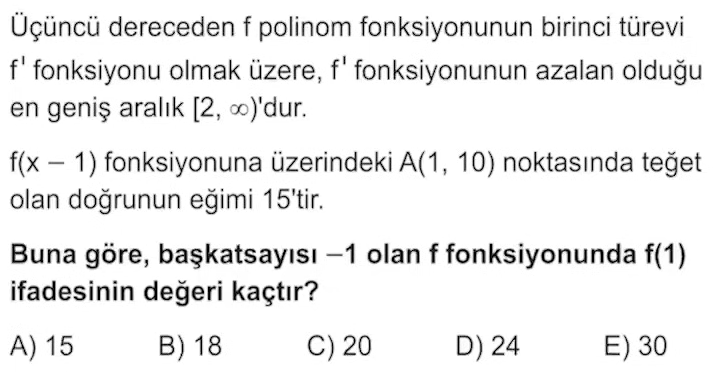 Üçüncü dereceden f polinom fonksiyonunun birinci türevi
f' fonksiyonu olmak üzere, f' fonksiyonunun azalan olduğu
en geniş aralık [2, ∞)'dur.
f(x − 1) fonksiyonuna üzerindeki A(1, 10) noktasında teğet
olan doğrunun eğimi 15'tir.
Buna göre, başkatsayısı −1 olan f fonksiyonunda f(1)
ifadesinin değeri kaçtır?
A) 15 B) 18 C) 20 D) 24 E) 30